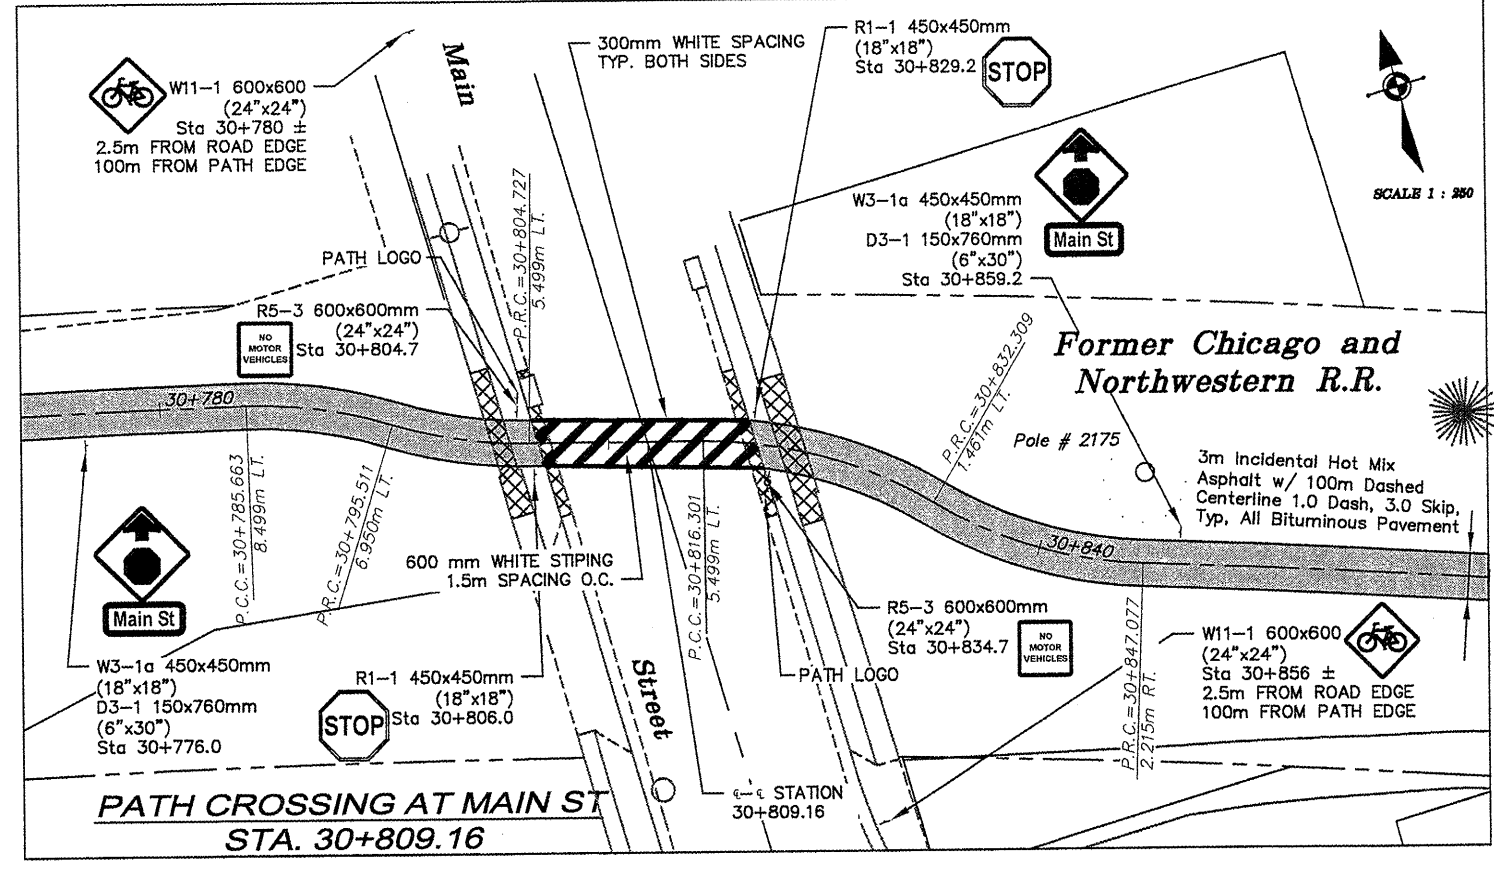 W11-1 600x600
(24"x24")
Sta 30+780 ±
2.5m FROM ROAD EDGE
100m FROM PATH EDGE
Main
300mm WHITE SPACING
TYP. BOTH SIDES
R1-1 450x450mm
(18"x18")
Sta 30+829.2
STOP
SCALE 1 : 250
W3-1a 450x450mm
(18"x18")
D3-1 150x760mm
(6"x30")
Sta 30+859.2
Main St
PATH LOGO
P.R.C.=30+804.727
5.499m LT.
R5-3 600x600mm
(24"x24")
Sta 30+804.7
NO
MOTOR
VEHICLES
Former Chicago and
Northwestern R.R.
P.R.C.=30+832.309
1.461m LT.
Pole # 2175
30+780
3m Incidental Hot Mix
Asphalt w/ 100m Dashed
Centerline 1.0 Dash, 3.0 Skip,
Typ, All Bituminous Pavement
30+840
P.C.C.=30+785.663
8.499m LT.
P.R.C.=30+795.511
6.950m LT.
600 mm WHITE STIPING
1.5m SPACING O.C.
P.C.C.=30+816.301
5.499m LT.
Main St
W3-1a 450x450mm
(18"x18")
D3-1 150x760mm
(6"x30")
Sta 30+776.0
R1-1 450x450mm
(18"x18")
Sta 30+806.0
STOP
Street
PATH LOGO
R5-3 600x600mm
(24"x24")
Sta 30+834.7
NO
MOTOR
VEHICLES
P.R.C.=30+847.077
2.215m RT.
W11-1 600x600
(24"x24")
Sta 30+856 ±
2.5m FROM ROAD EDGE
100m FROM PATH EDGE
℄-℄ STATION
30+809.16
PATH CROSSING AT MAIN ST
STA. 30+809.16